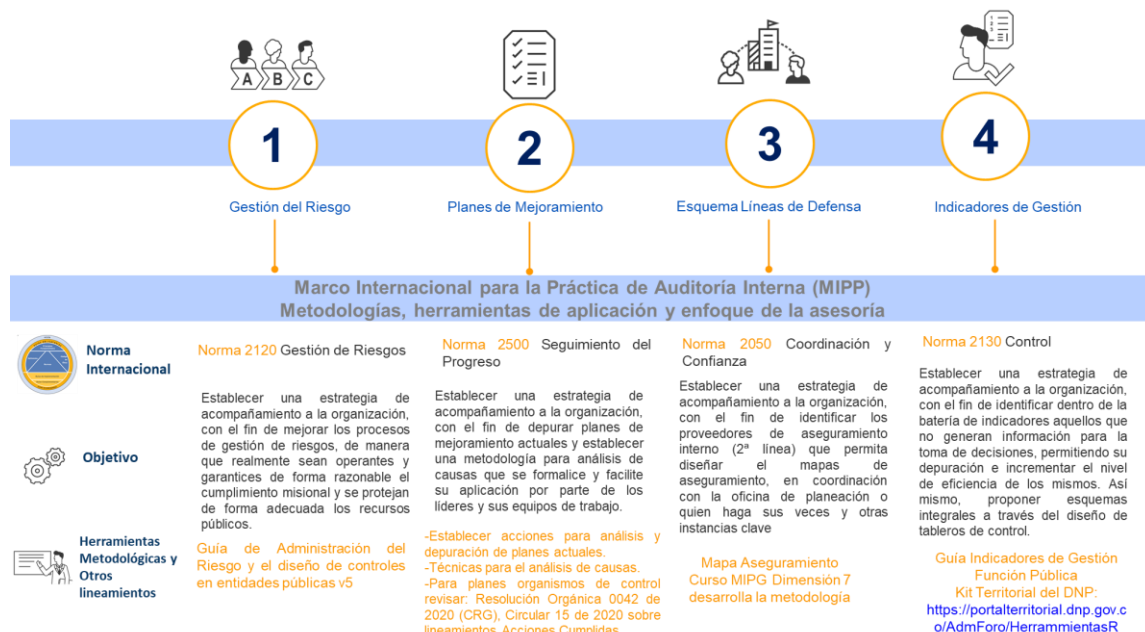 A B C
1
2
3
4
Gestión del Riesgo
Planes de Mejoramiento
Esquema Líneas de Defensa
Indicadores de Gestión
Marco Internacional para la Práctica de Auditoría Interna (MIPP)
Metodologías, herramientas de aplicación y enfoque de la asesoría
Norma
Internacional
Norma 2120 Gestión de Riesgos
Norma 2500 Seguimiento del
Progreso
Norma 2050 Coordinación y
Confianza
Norma 2130 Control
Objetivo
Establecer una estrategia de
acompañamiento a la organización,
con el fin de mejorar los procesos
de gestión de riesgos, de manera
que realmente sean operantes y
garantices de forma razonable el
cumplimiento misional y se protejan
de forma adecuada los recursos
públicos.
Establecer una estrategia de
acompañamiento a la organización,
con el fin de depurar planes de
mejoramiento actuales y establecer
una metodología para análisis de
causas que se formalice y facilite
su aplicación por parte de los
líderes y sus equipos de trabajo.
Establecer una estrategia de
acompañamiento a la organización,
con el fin de identificar los
proveedores de aseguramiento
interno (2ª línea) que permita
diseñar el mapas de
aseguramiento, en coordinación
con la oficina de planeación o
quien haga sus veces y otras
instancias clave
Establecer una estrategia de
acompañamiento a la organización,
con el fin de identificar dentro de la
batería de indicadores aquellos que
no generan información para la
toma de decisiones, permitiendo su
depuración e incrementar el nivel
de eficiencia de los mismos. Así
mismo, proponer esquemas
integrales a través del diseño de
tableros de control.
Herramientas
Metodológicas y
Otros
lineamientos
Guía de Administración del
Riesgo y el diseño de controles
en entidades públicas v5
-Establecer acciones para análisis y
depuración de planes actuales.
-Técnicas para el análisis de causas.
-Para planes organismos de control
revisar: Resolución Orgánica 0042 de
2020 (CRG), Circular 15 de 2020 sobre
lineamientos Acciones Cumplidas
Mapa Aseguramiento
Curso MIPG Dimensión 7
desarrolla la metodología
Guía Indicadores de Gestión
Función Pública
Kit Territorial del DNP:
https://portalterritorial.dnp.gov.c
o/AdmForo/HerrammientasR